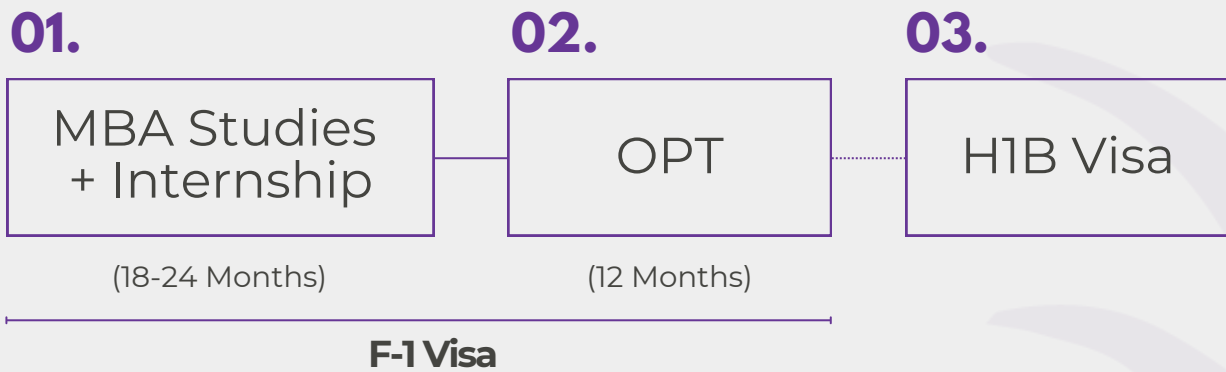 01.
02.
03.
MBA Studies
+ Internship
OPT
H1B Visa
(18-24 Months)
(12 Months)
F-1 Visa